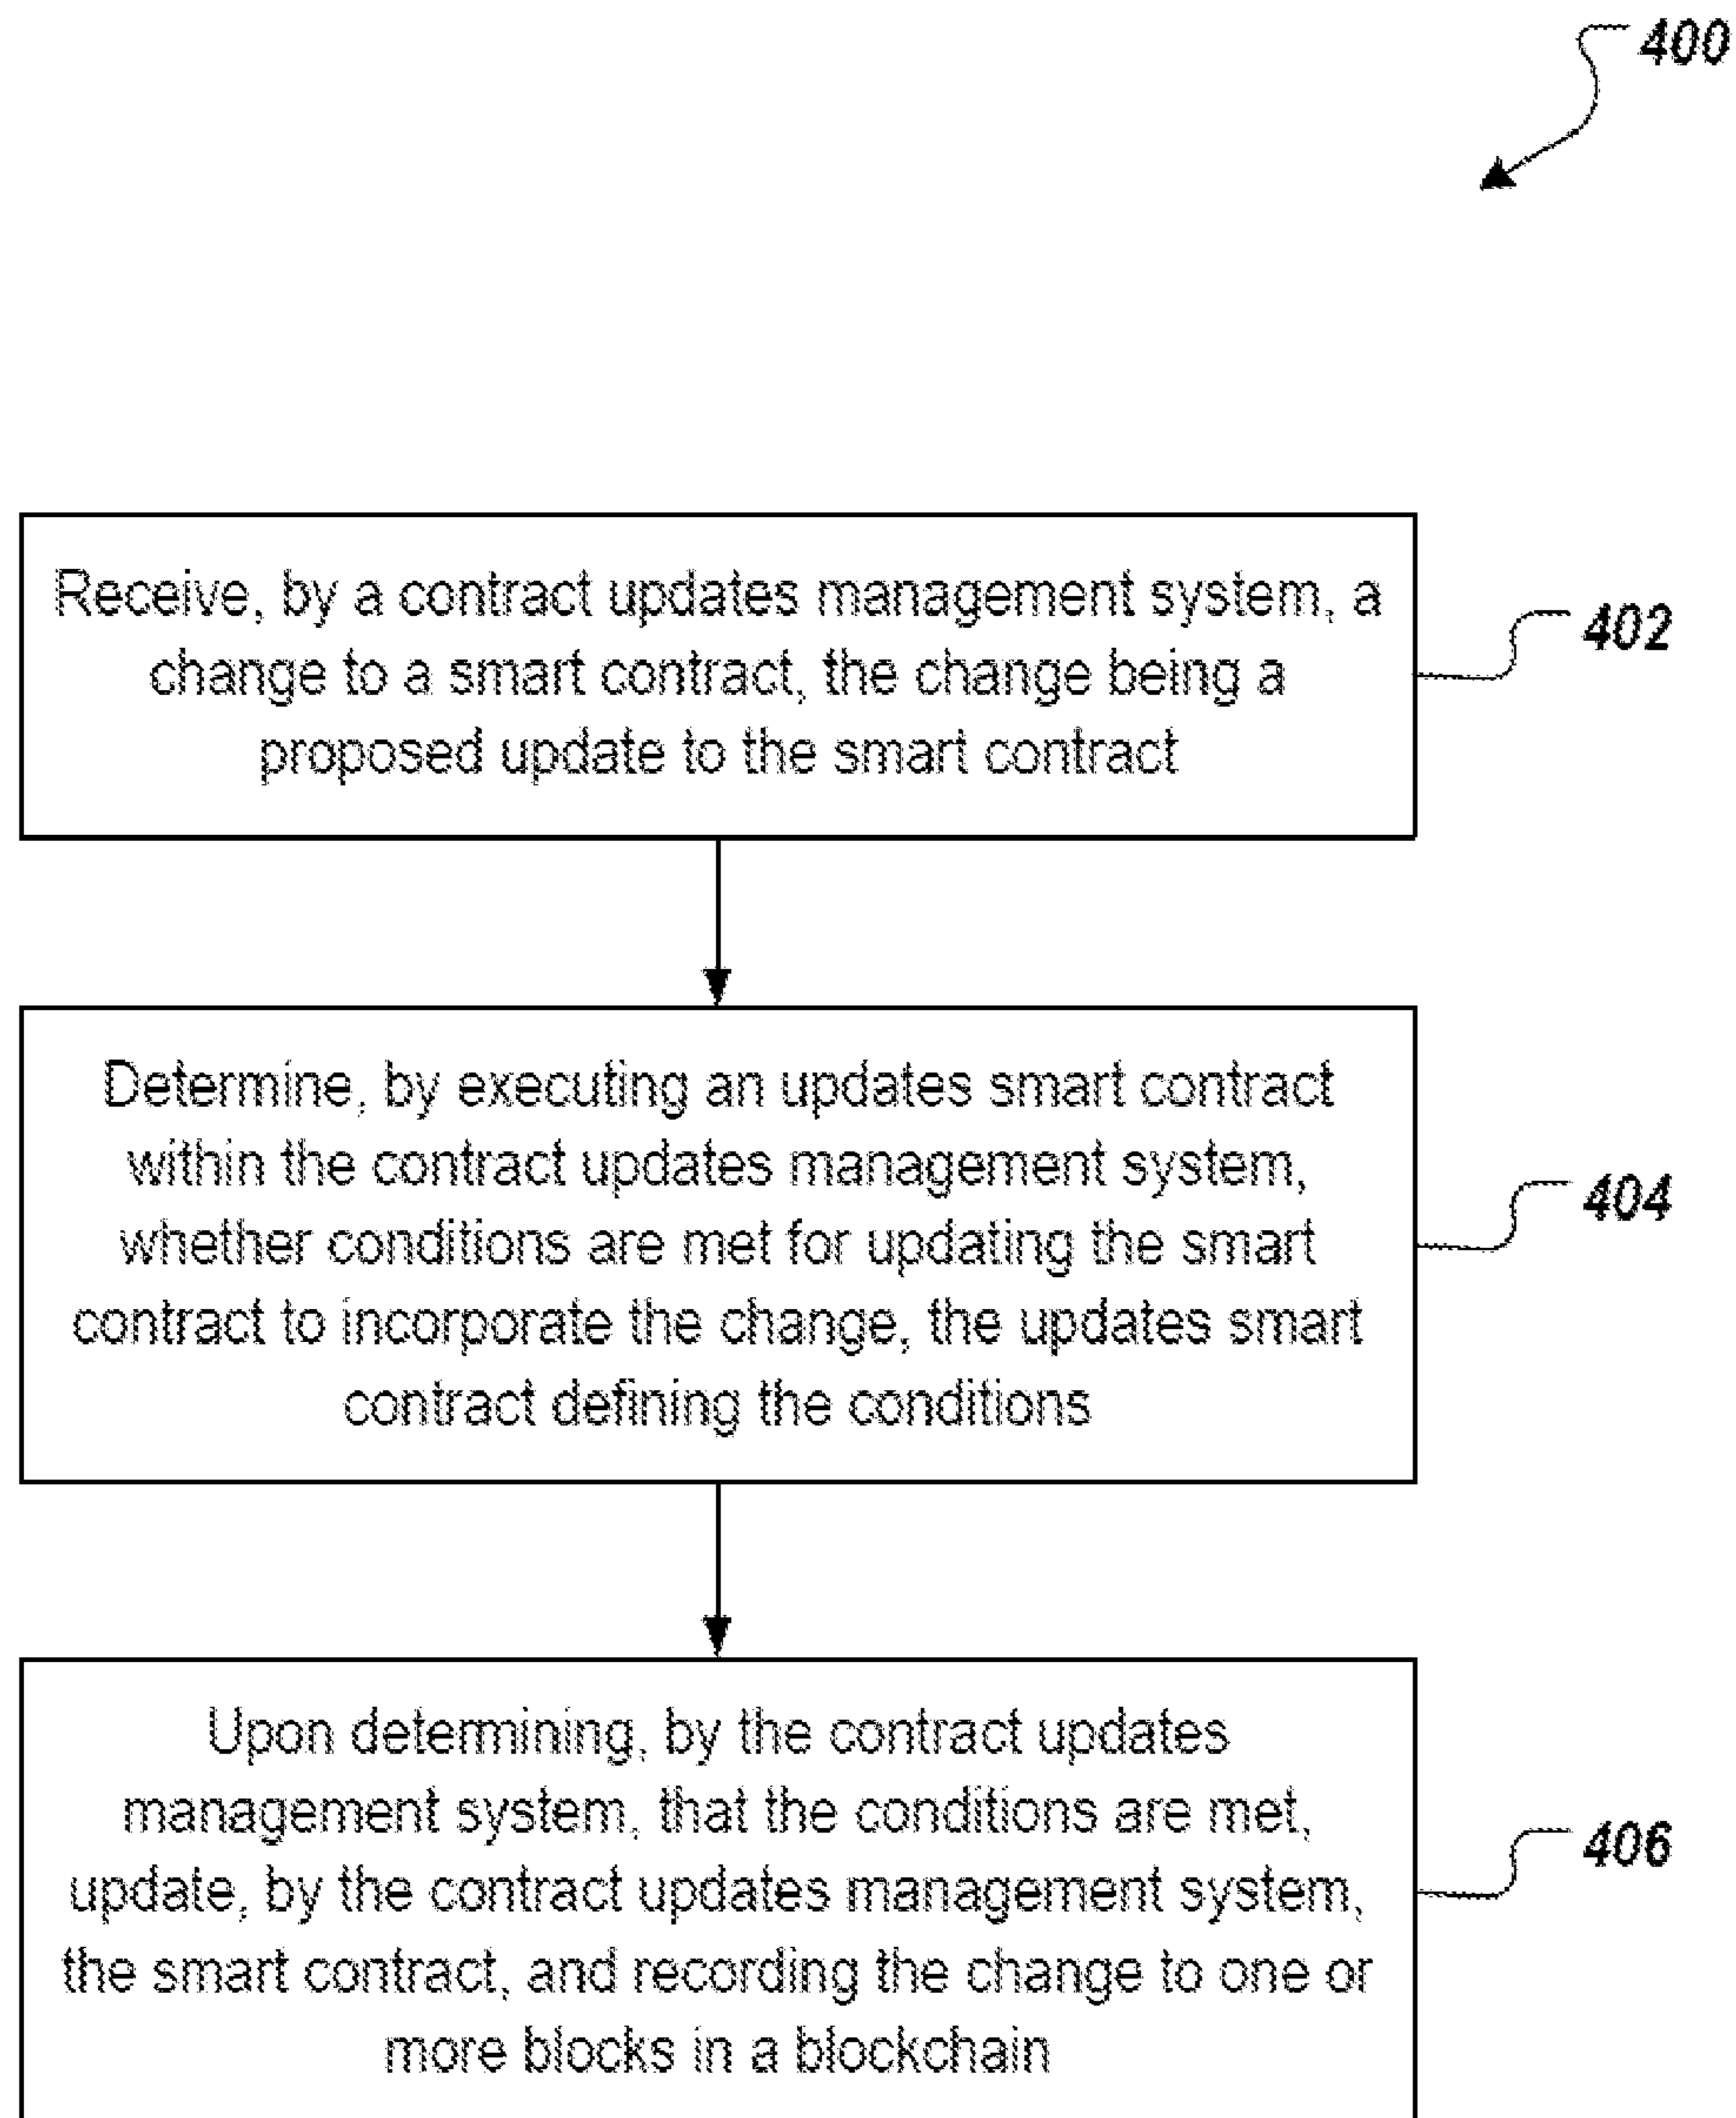 400
Receive, by a contract updates management system, a
change to a smart contract, the change being a
proposed update to the smart contract
402
Determine, by executing an updates smart contract
within the contract updates management system,
whether conditions are met for updating the smart
contract to incorporate the change, the updates smart
contract defining the conditions
404
Upon determining, by the contract updates
management system, that the conditions are met,
update, by the contract updates management system,
the smart contract, and recording the change to one or
more blocks in a blockchain
406